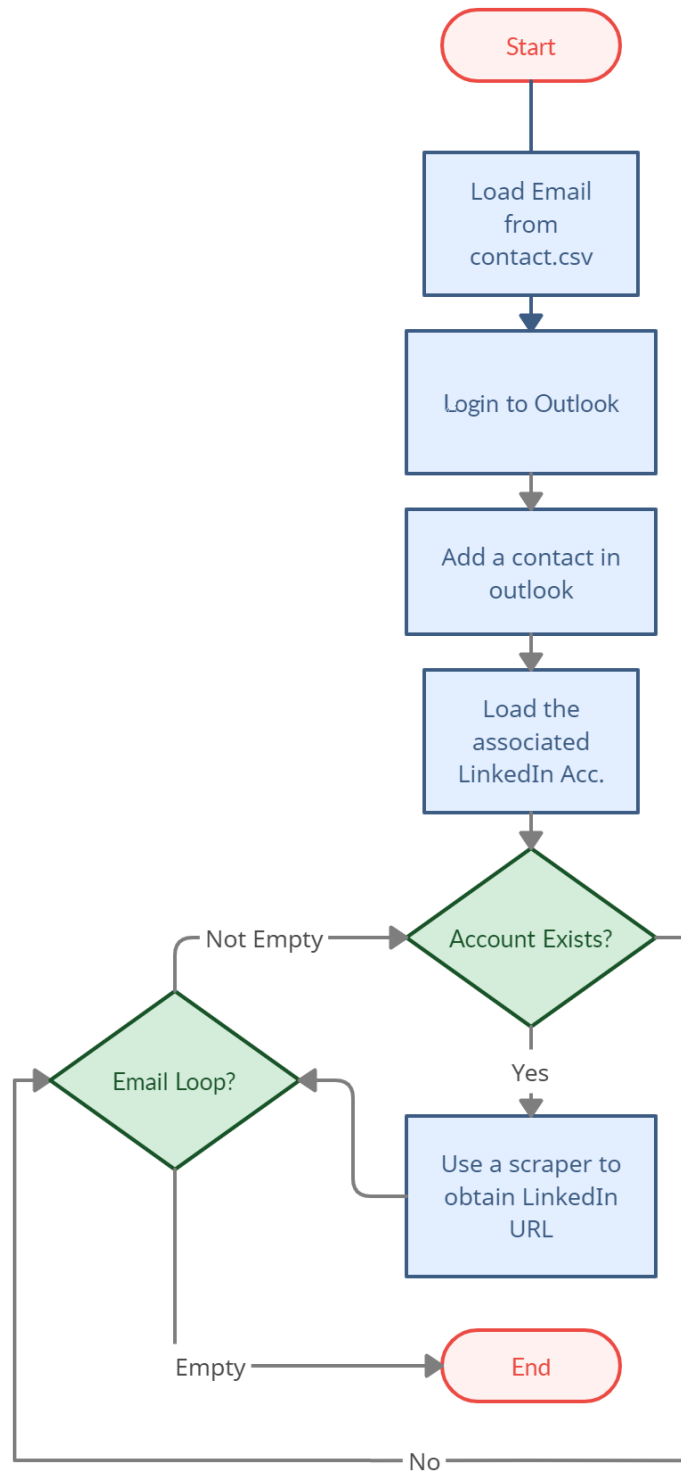 Start
Load Email
from
contact.csv
Login to Outlook
Add a contact in
outlook
Load the
associated
LinkedIn Acc.
Not Empty
Account Exists?
Email Loop?
Yes
Use a scraper to
obtain LinkedIn
URL
Empty
End
No